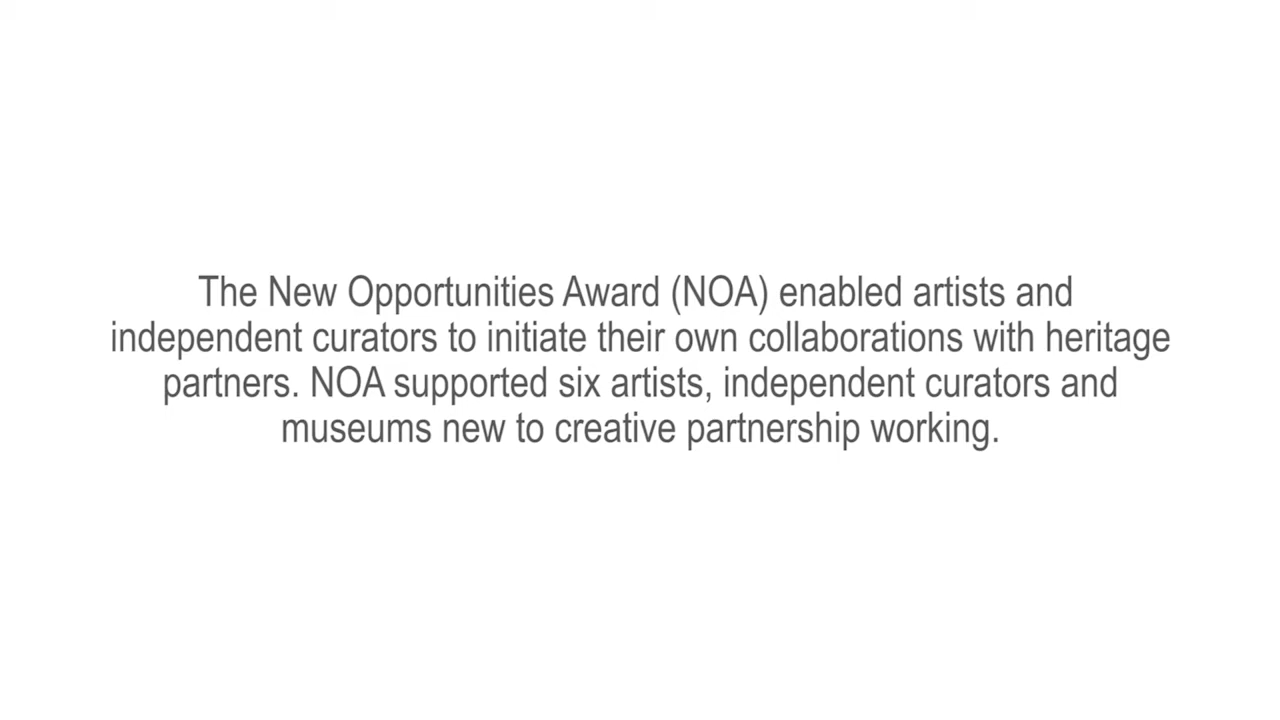 The New Opportunities Award (NOA) enabled artists and
independent curators to initiate their own collaborations with heritage
partners. NOA supported six artists, independent curators and
museums new to creative partnership working.